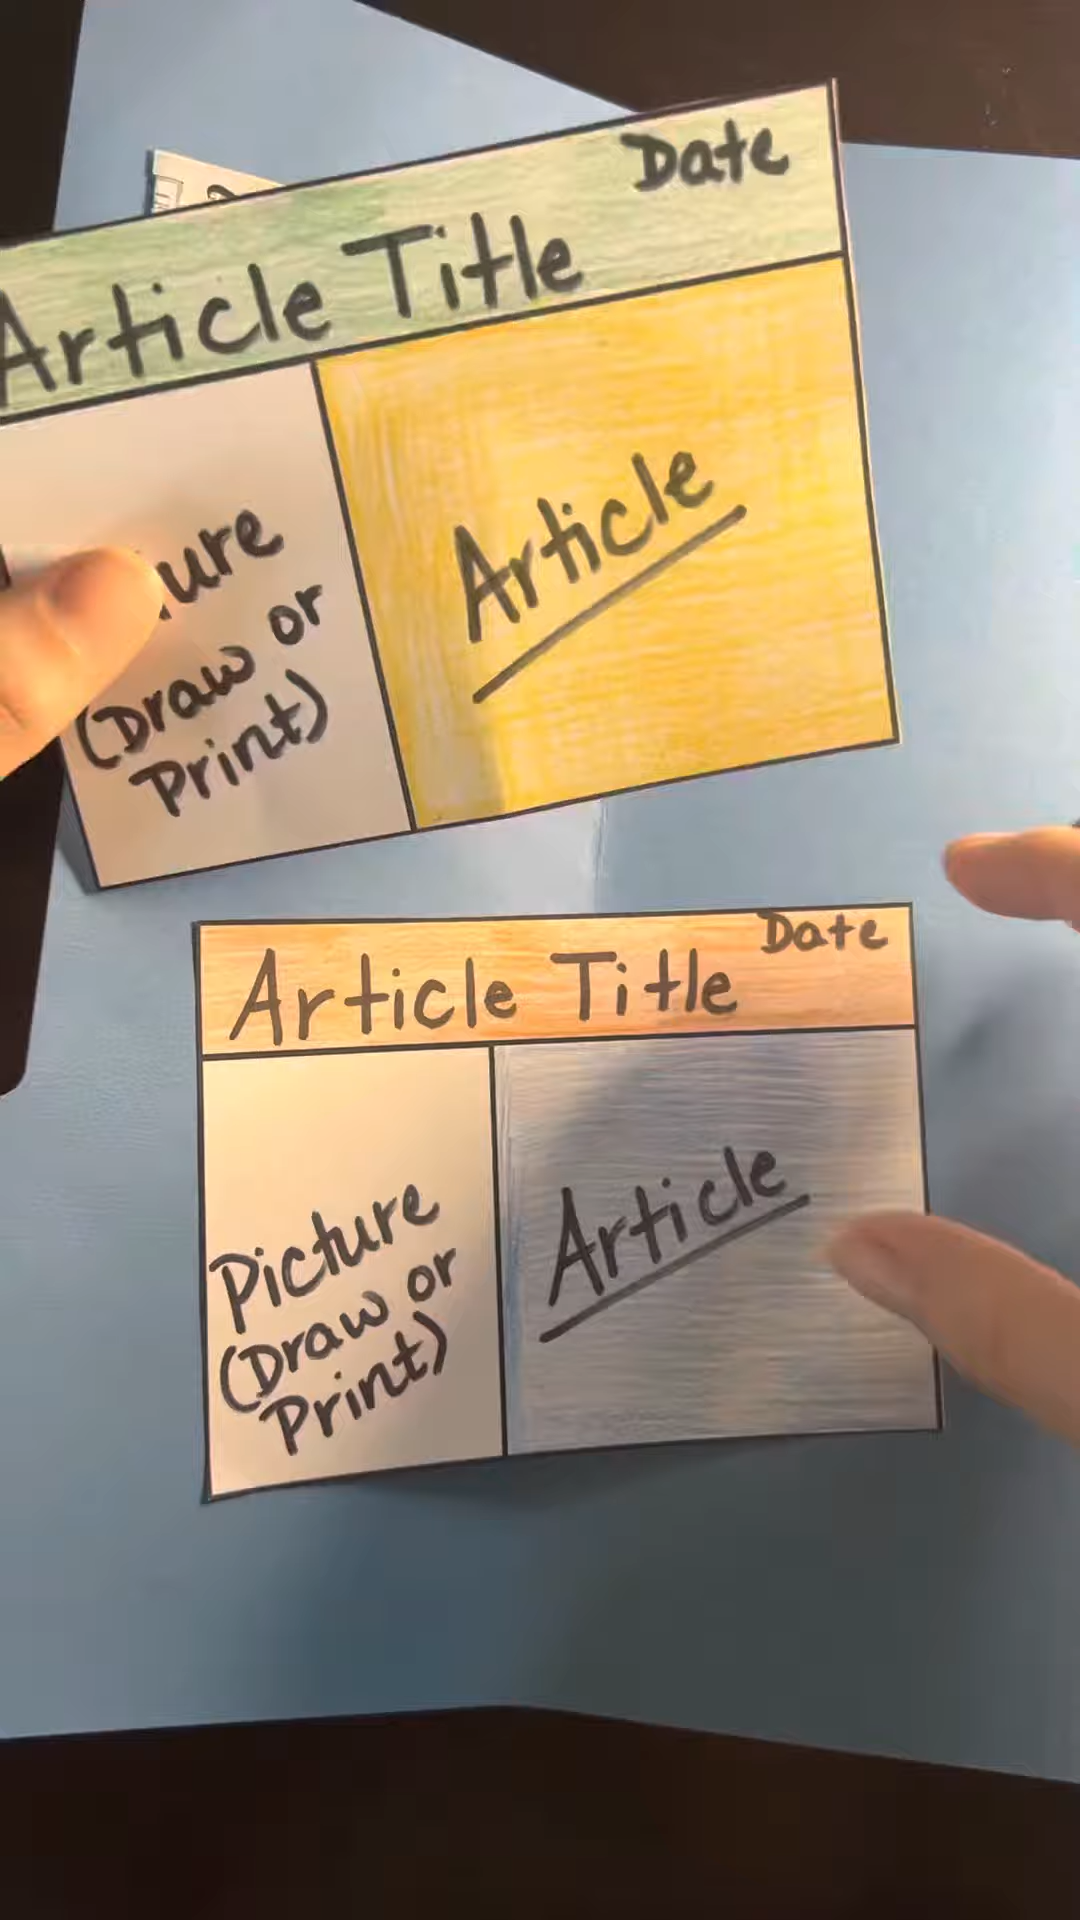 Date
Article Title
ure
(Draw or
Print)
Article
Date
Article Title
Picture
(Draw or
Print)
Article